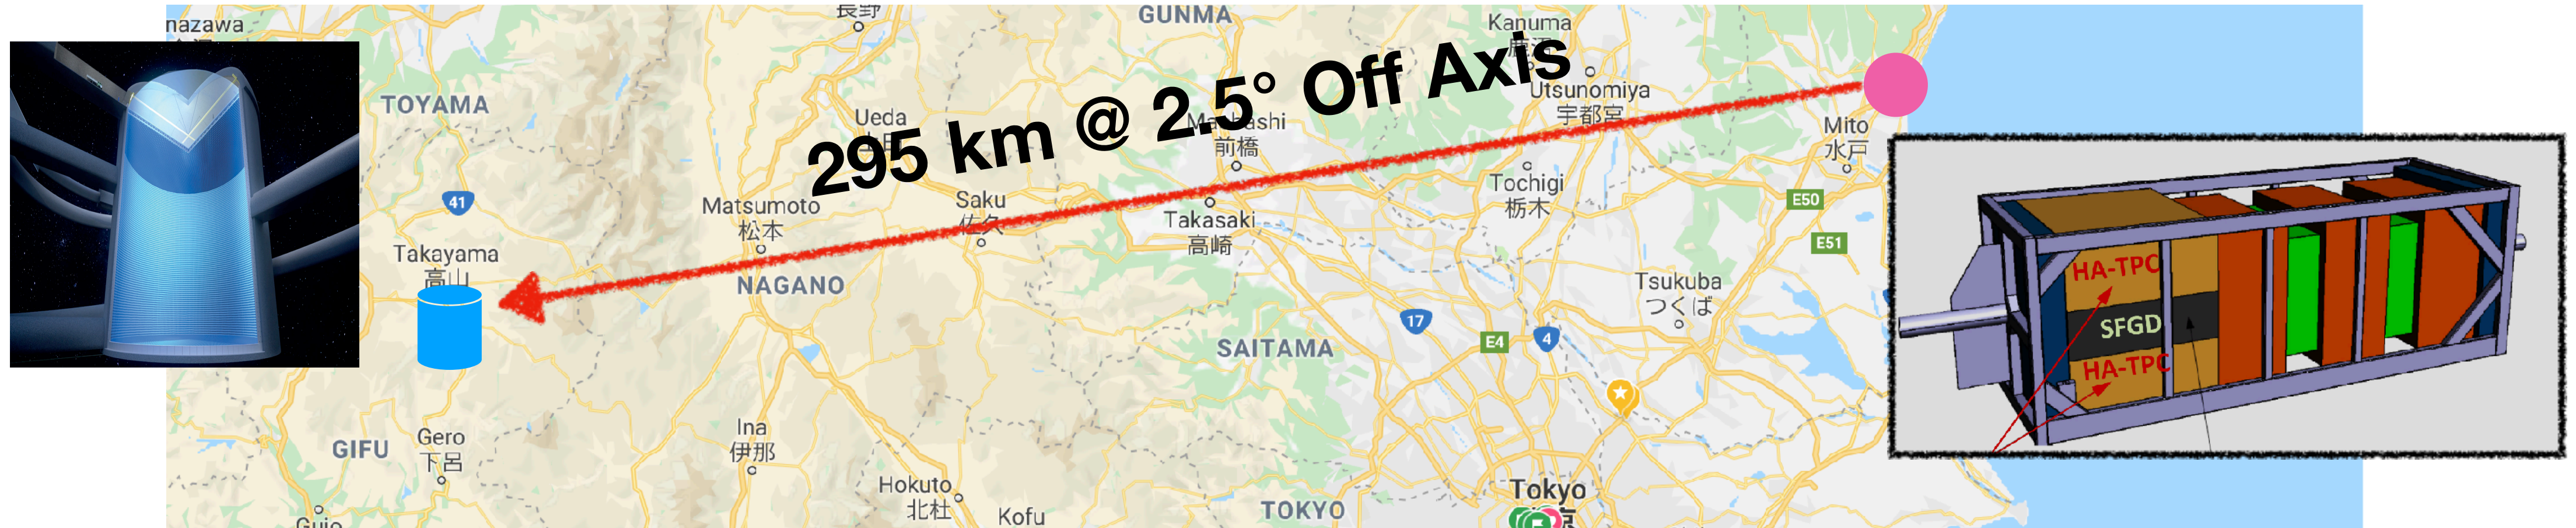 nazawa
長野
GUNMA
Kanuma
TOYAMA
295 km @ 2.5° Off Axis
Utsunomiya
宇都宮
Ueda
前橋
Mito
水戸
41
Matsumoto
松本
Saku
佐久
Takasaki
高崎
Tochigi
栃木
E50
E51
Takayama
高山
NAGANO
Tsukuba
つくば
17
E4
4
SAITAMA
HA-TPC
SFGD
HA-TPC
GIFU
Gero
下呂
Ina
伊那
Hokuto
北杜
Kofu
TOKYO
Tokyo